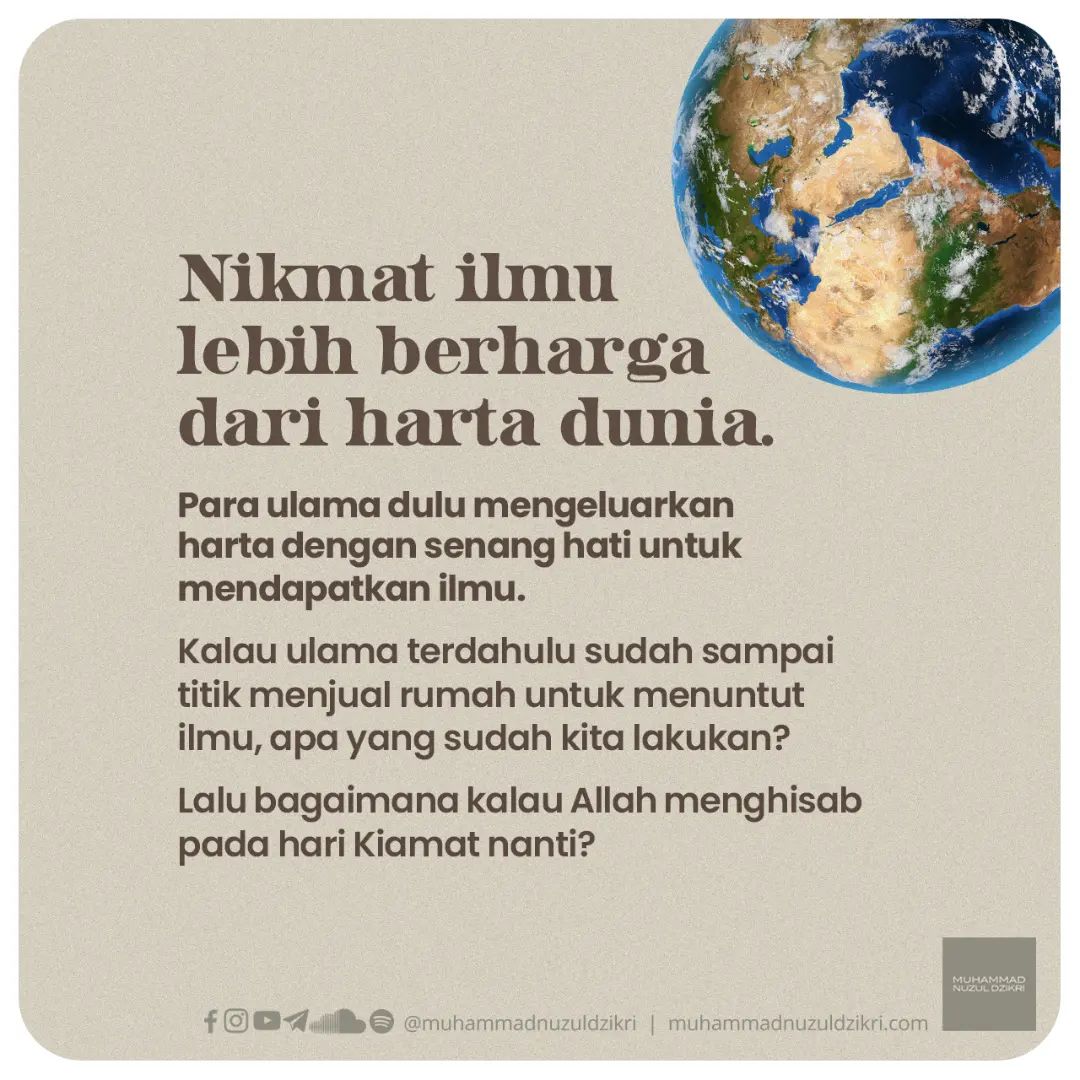 Nikmat ilmu
lebih berharga
dari harta dunia.
Para ulama dulu mengeluarkan
harta dengan senang hati untuk
mendapatkan ilmu.
Kalau ulama terdahulu sudah sampai
titik menjual rumah untuk menuntut
ilmu, apa yang sudah kita lakukan?
Lalu bagaimana kalau Allah menghisab
pada hari Kiamat nanti?
MUHAMMAD
NUZUL DZIKRI
@muhammadnuzuldzikri | muhammadnuzuldzikri.com